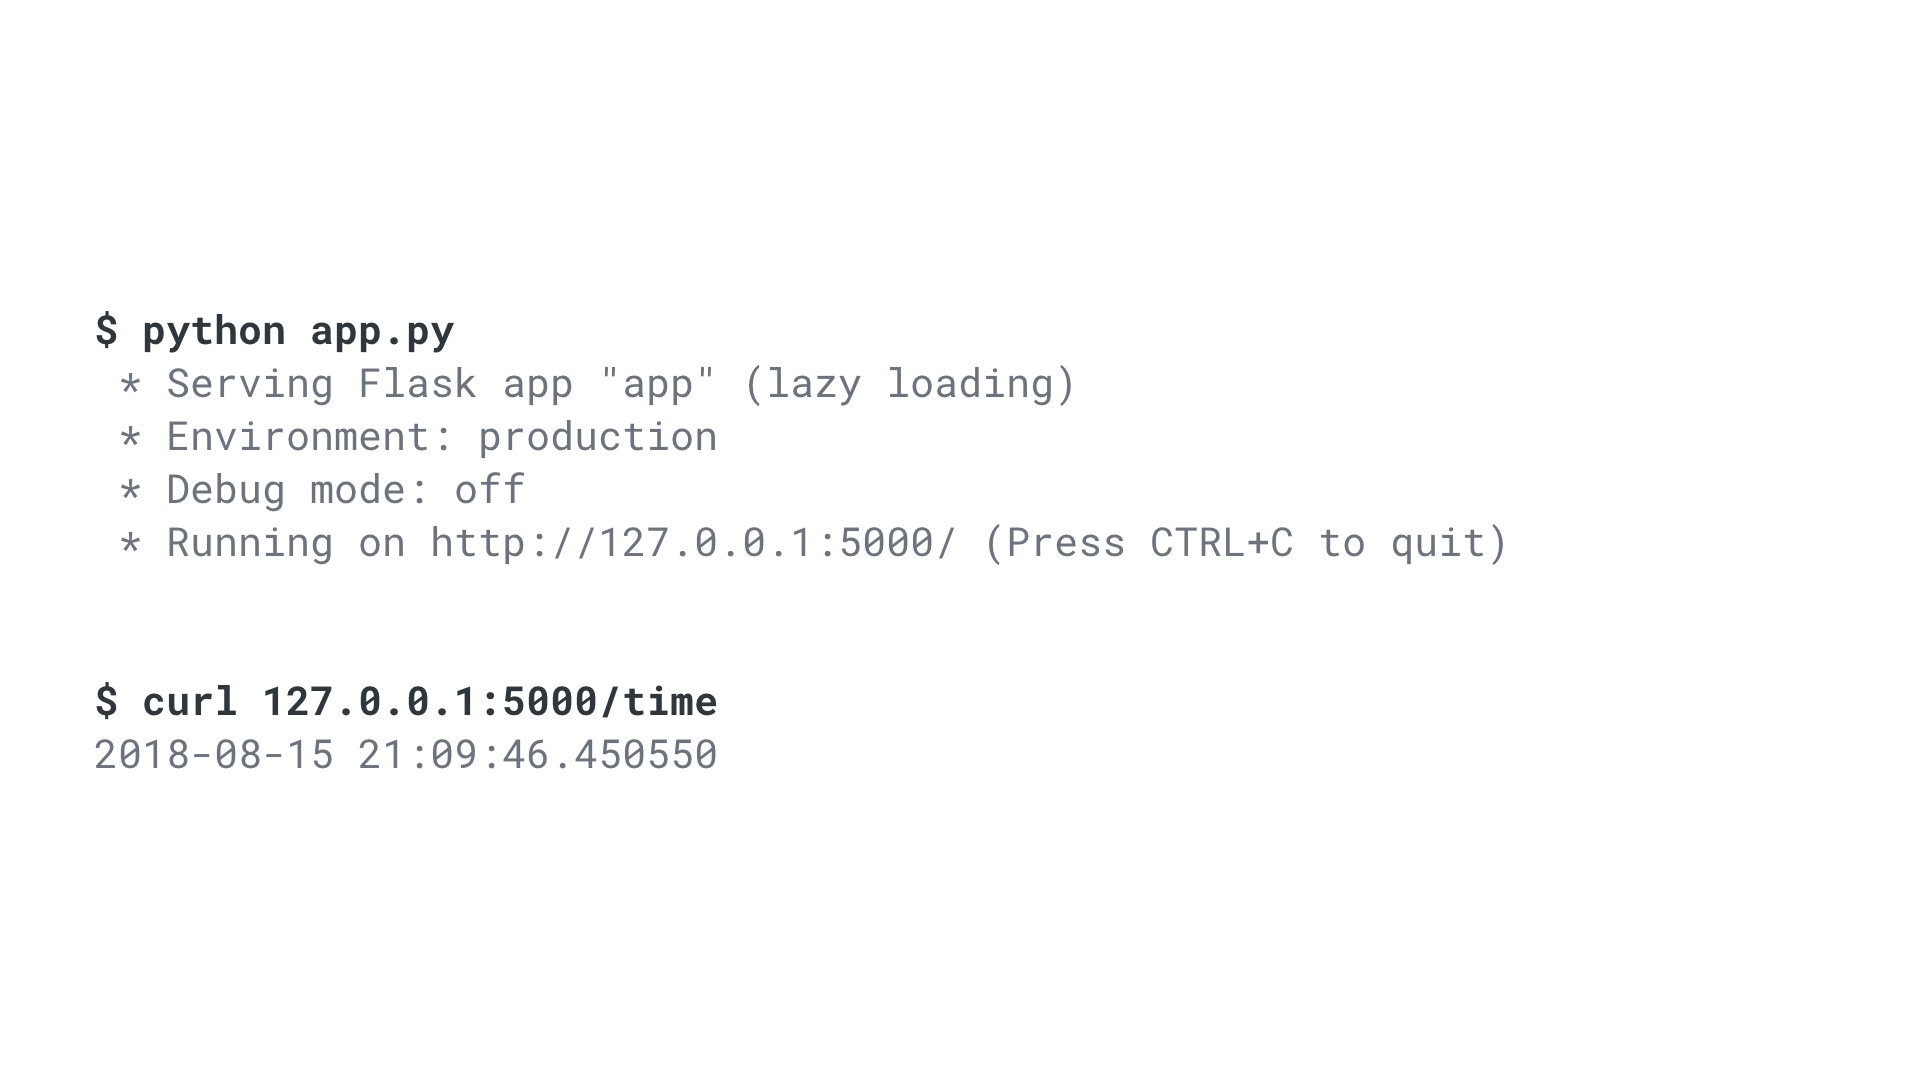 $ python app.py
 * Serving Flask app "app" (lazy loading)
 * Environment: production
 * Debug mode: off
 * Running on http://127.0.0.1:5000/ (Press CTRL+C to quit)
$ curl 127.0.0.1:5000/time
2018-08-15 21:09:46.450550